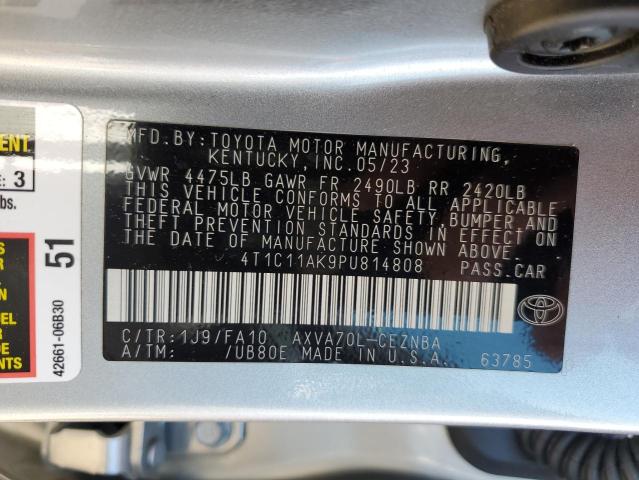 MFD.BY:TOYOTA MOTOR MANUFACTURING,
KENTUCKY,INC.05/23
GVWR 4475LB GAWR FR 2490LB RR 2420LB
THIS VEHICLE CONFORMS TO ALL APPLICABLE
FEDERAL MOTOR VEHICLE SAFETY,BUMPER,AND
THEFT PREVENTION STANDARDS IN EFFECT ON
THE DATE OF MANUFACTURE SHOWN ABOVE.
4T1C11AK9PU814808 PASS.CAR
C/TR:1J9/FA10 AXVA70L-CEZNBA
A/TM: /UB80E MADE IN U.S.A. 63785
: 3
lbs.
51
42661-06B30